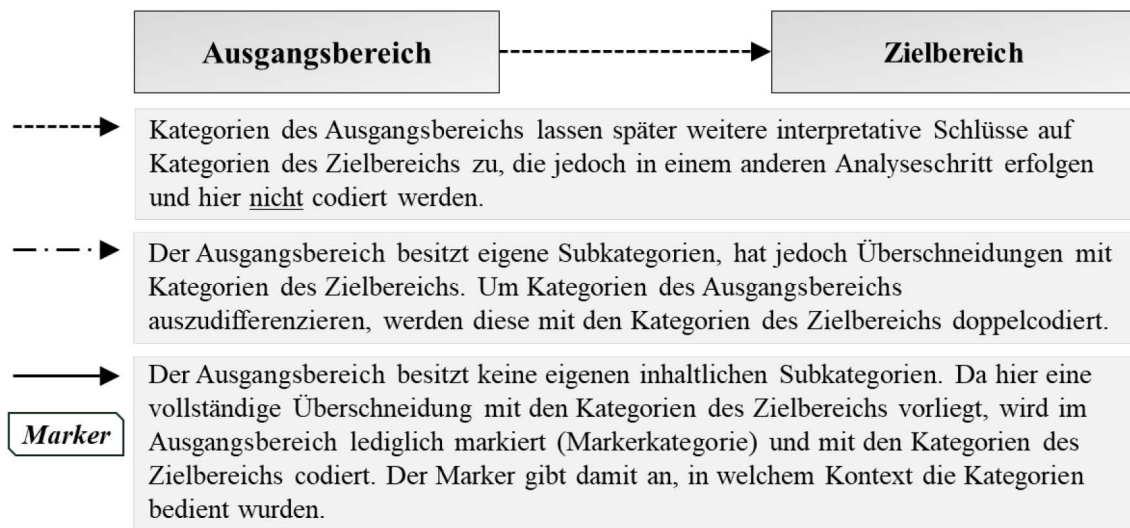 Ausgangsbereich
Zielbereich
Kategorien des Ausgangsbereichs lassen später weitere interpretative Schlüsse auf
Kategorien des Zielbereichs zu, die jedoch in einem anderen Analyseschritt erfolgen
und hier nicht codiert werden.
Der Ausgangsbereich besitzt eigene Subkategorien, hat jedoch Überschneidungen mit
Kategorien des Zielbereichs. Um Kategorien des Ausgangsbereichs
auszudifferenzieren, werden diese mit den Kategorien des Zielbereichs doppelcodiert.
Marker
Der Ausgangsbereich besitzt keine eigenen inhaltlichen Subkategorien. Da hier eine
vollständige Überschneidung mit den Kategorien des Zielbereichs vorliegt, wird im
Ausgangsbereich lediglich markiert (Markerkategorie) und mit den Kategorien des
Zielbereichs codiert. Der Marker gibt damit an, in welchem Kontext die Kategorien
bedient wurden.